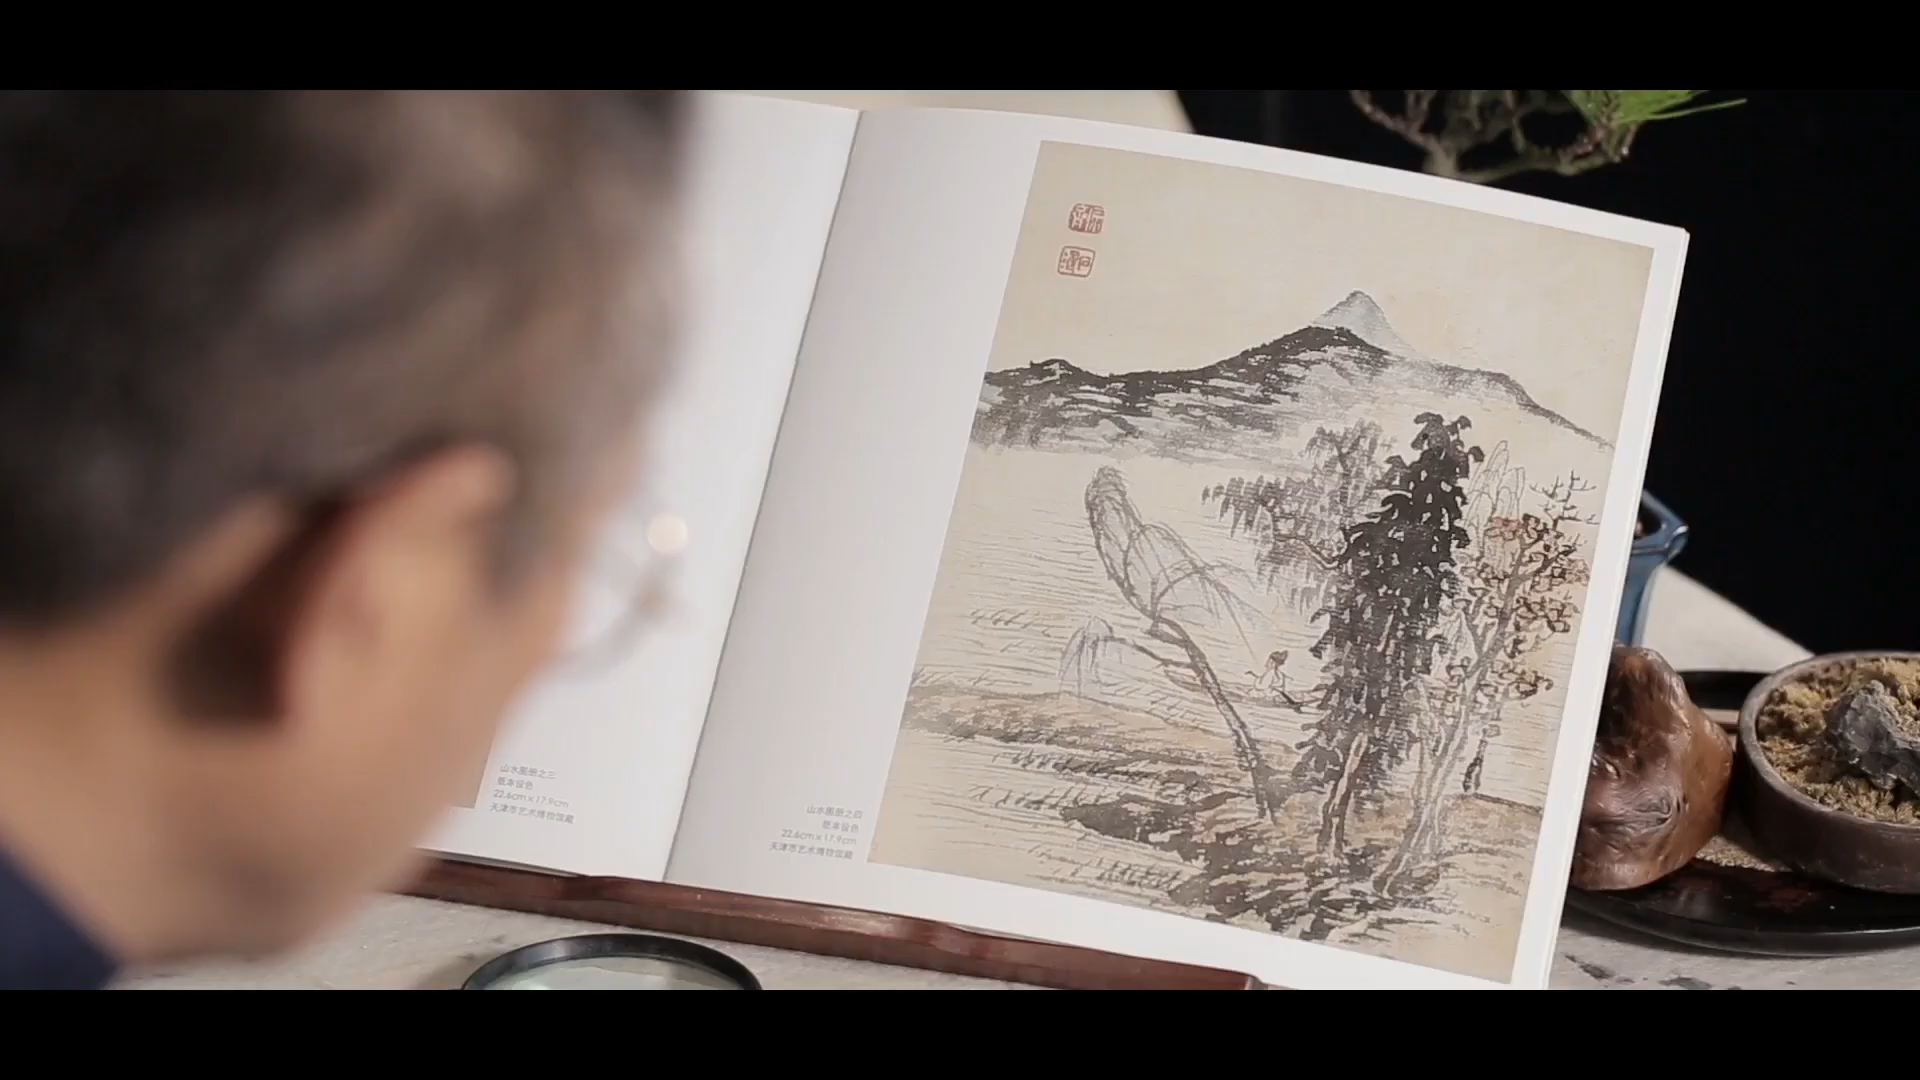 山水图册之三
纸本设色
22.6cm×17.9cm
天津市艺术博物馆藏
山水图册之四
纸本设色
22.6cm×17.9cm
天津市艺术博物馆藏